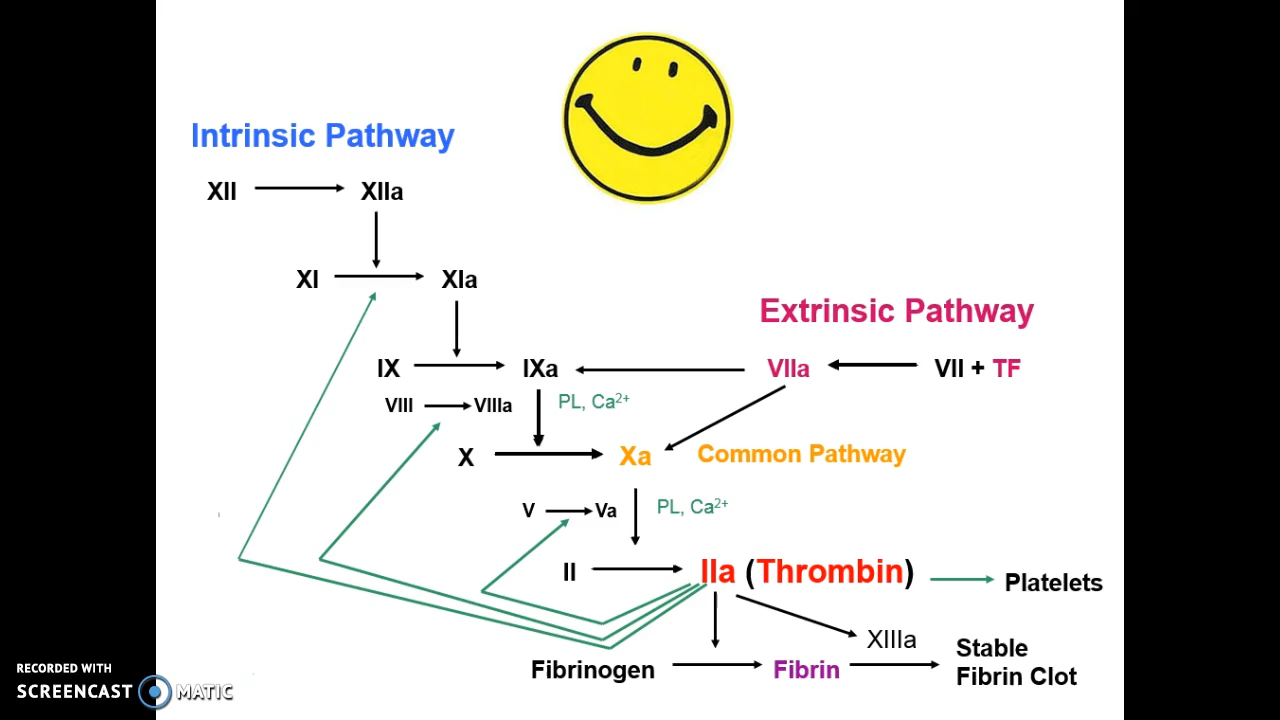 Intrinsic Pathway
XII XIIa
XI XIa
Extrinsic Pathway
IX IXa VIIa VII + TF
VIII VIIIa PL, Ca²⁺
X Xa Common Pathway
V Va PL, Ca²⁺
II IIa (Thrombin) Platelets
XIIIa
Fibrinogen Fibrin Stable
Fibrin Clot
RECORDED WITH
SCREENCAST MATIC